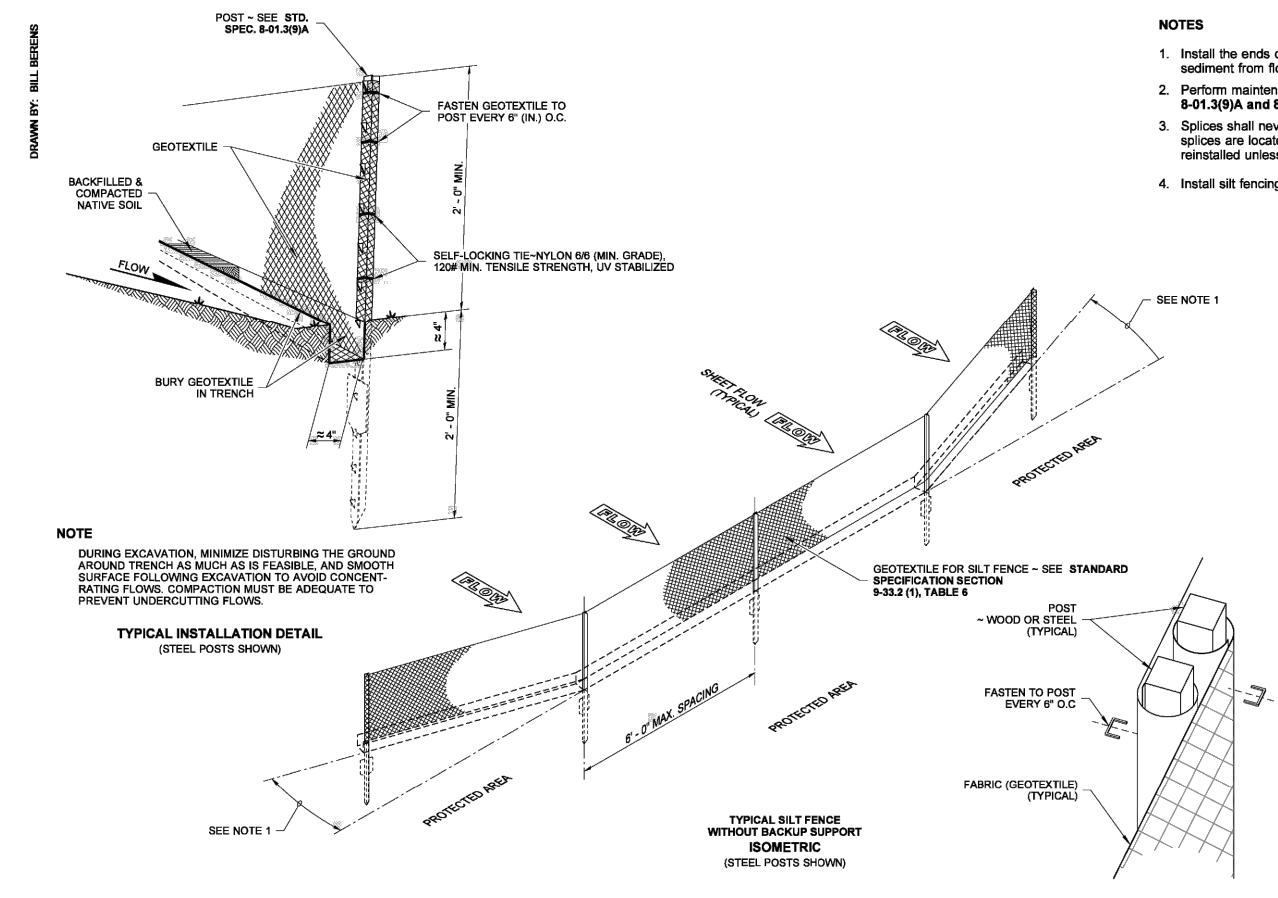 DRAWN BY: BILL BERENS
POST ~ SEE STD.
SPEC. 8-01.3(9)A
FASTEN GEOTEXTILE TO
POST EVERY 6" (IN.) O.C.
GEOTEXTILE
BACKFILLED &
COMPACTED
NATIVE SOIL
2' - 0" MIN.
SELF-LOCKING TIE~NYLON 6/6 (MIN. GRADE),
120# MIN. TENSILE STRENGTH, UV STABILIZED
FLOW
≈ 4"
BURY GEOTEXTILE
IN TRENCH
2' - 0" MIN.
≈ 4"
NOTE
DURING EXCAVATION, MINIMIZE DISTURBING THE GROUND
AROUND TRENCH AS MUCH AS IS FEASIBLE, AND SMOOTH
SURFACE FOLLOWING EXCAVATION TO AVOID CONCENT-
RATING FLOWS. COMPACTION MUST BE ADEQUATE TO
PREVENT UNDERCUTTING FLOWS.
TYPICAL INSTALLATION DETAIL
(STEEL POSTS SHOWN)
NOTES
1. Install the ends
sediment from
2. Perform
8-01.3(9)A and 8
3. Splices shall
splices are
reinstalled
4. Install silt fencing
SEE NOTE 1
FLOW
SHEET FLOW
(TYPICAL)
FLOW
PROTECTED AREA
FLOW
FLOW
GEOTEXTILE FOR SILT FENCE ~ SEE STANDARD
SPECIFICATION SECTION
9-33.2 (1), TABLE 6
6' - 0" MAX. SPACING
PROTECTED AREA
PROTECTED AREA
SEE NOTE 1
TYPICAL SILT FENCE
WITHOUT BACKUP SUPPORT
ISOMETRIC
(STEEL POSTS SHOWN)
POST
~ WOOD OR STEEL
(TYPICAL)
FASTEN TO POST
EVERY 6" O.C
FABRIC (GEOTEXTILE)
(TYPICAL)